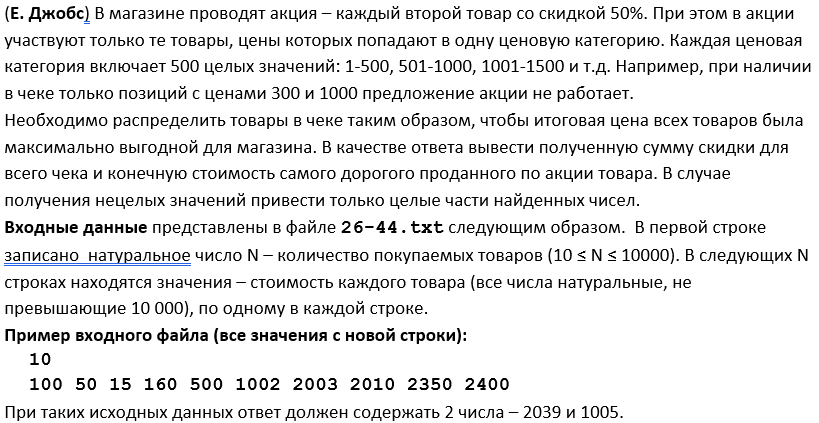 (Е. Джобс) В магазине проводят акция – каждый второй товар со скидкой 50%. При этом в акции
участвуют только те товары, цены которых попадают в одну ценовую категорию. Каждая ценовая
категория включает 500 целых значений: 1-500, 501-1000, 1001-1500 и т.д. Например, при наличии
в чеке только позиций с ценами 300 и 1000 предложение акции не работает.
Необходимо распределить товары в чеке таким образом, чтобы итоговая цена всех товаров была
максимально выгодной для магазина. В качестве ответа вывести полученную сумму скидки для
всего чека и конечную стоимость самого дорогого проданного по акции товара. В случае
получения нецелых значений привести только целые части найденных чисел.
Входные данные представлены в файле 26-44.txt следующим образом. В первой строке
записано натуральное число N – количество покупаемых товаров (10 ≤ N ≤ 10000). В следующих N
строках находятся значения – стоимость каждого товара (все числа натуральные, не
превышающие 10 000), по одному в каждой строке.
Пример входного файла (все значения с новой строки):
10
100 50 15 160 500 1002 2003 2010 2350 2400
При таких исходных данных ответ должен содержать 2 числа – 2039 и 1005.